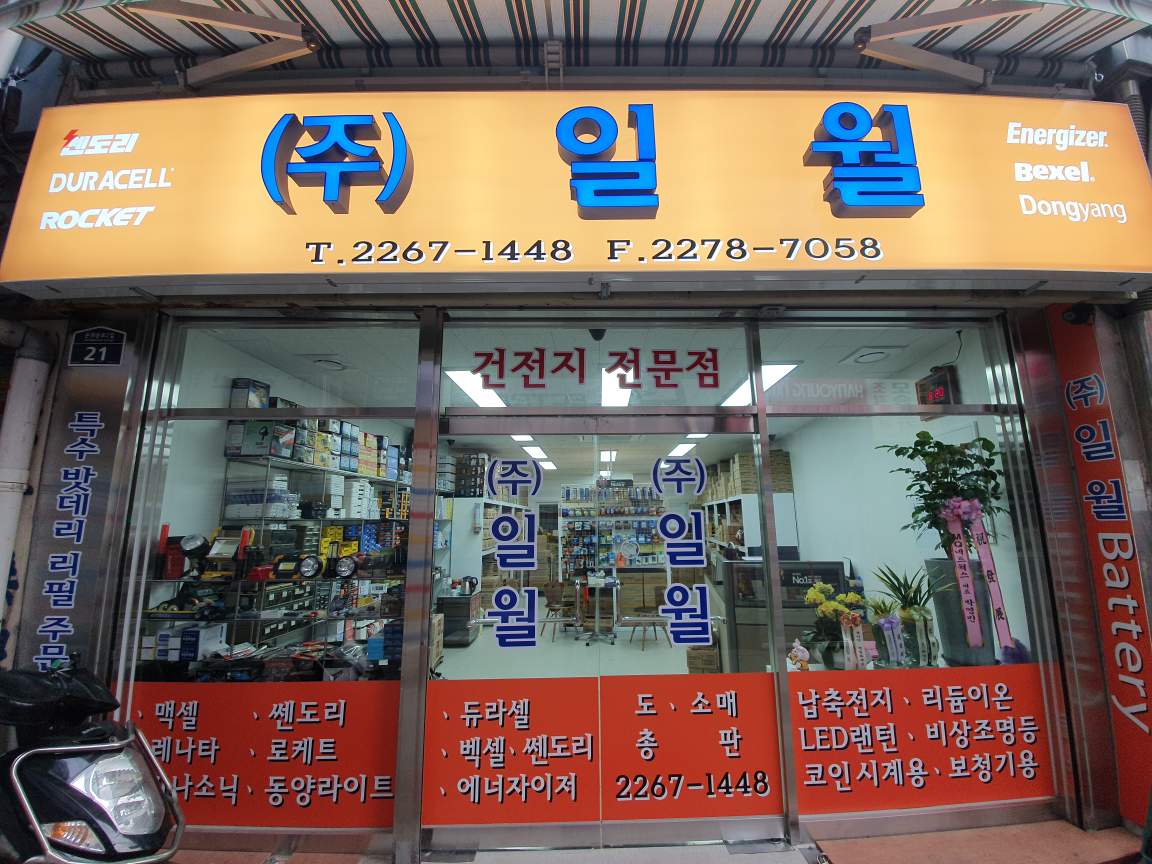 쎈도리
DURACELL
ROCKET
(주) 일 월
T.2267-1448 F.2278-7058
Energizer.
Bexel.
Dongyang
21
특수 밧데리 리필 주문
건전지 전문점
(주)일월
(주)일월
(주)일월 Battery
、맥셀 、쎈도리
레나타 、로케트
나소닉 、동양라이트
、듀라셀
、벡셀、쎈도리
、에너자이저
도、소매
총 판
2267-1448
납축전지、리듐이온
LED랜턴、비상조명등
코인시계용、보청기용